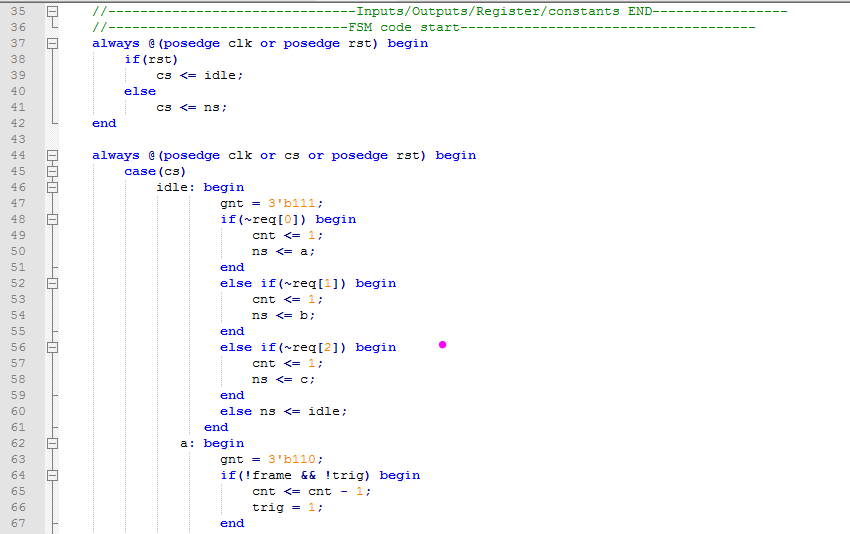 35 //-------------------------------Inputs/Outputs/Register/constants END-----------------
36 //------------------------------FSM code start-------------------------------------
37 always @(posedge clk or posedge rst) begin
38 if(rst)
39 cs <= idle;
40 else
41 cs <= ns;
42 end
43
44 always @(posedge clk or cs or posedge rst) begin
45 case(cs)
46 idle: begin
47 gnt = 3'b111;
48 if(~req[0]) begin
49 cnt <= 1;
50 ns <= a;
51 end
52 else if(~req[1]) begin
53 cnt <= 1;
54 ns <= b;
55 end
56 else if(~req[2]) begin
57 cnt <= 1;
58 ns <= c;
59 end
60 else ns <= idle;
61 end
62 a: begin
63 gnt = 3'b110;
64 if(!frame && !trig) begin
65 cnt <= cnt - 1;
66 trig = 1;
67 end